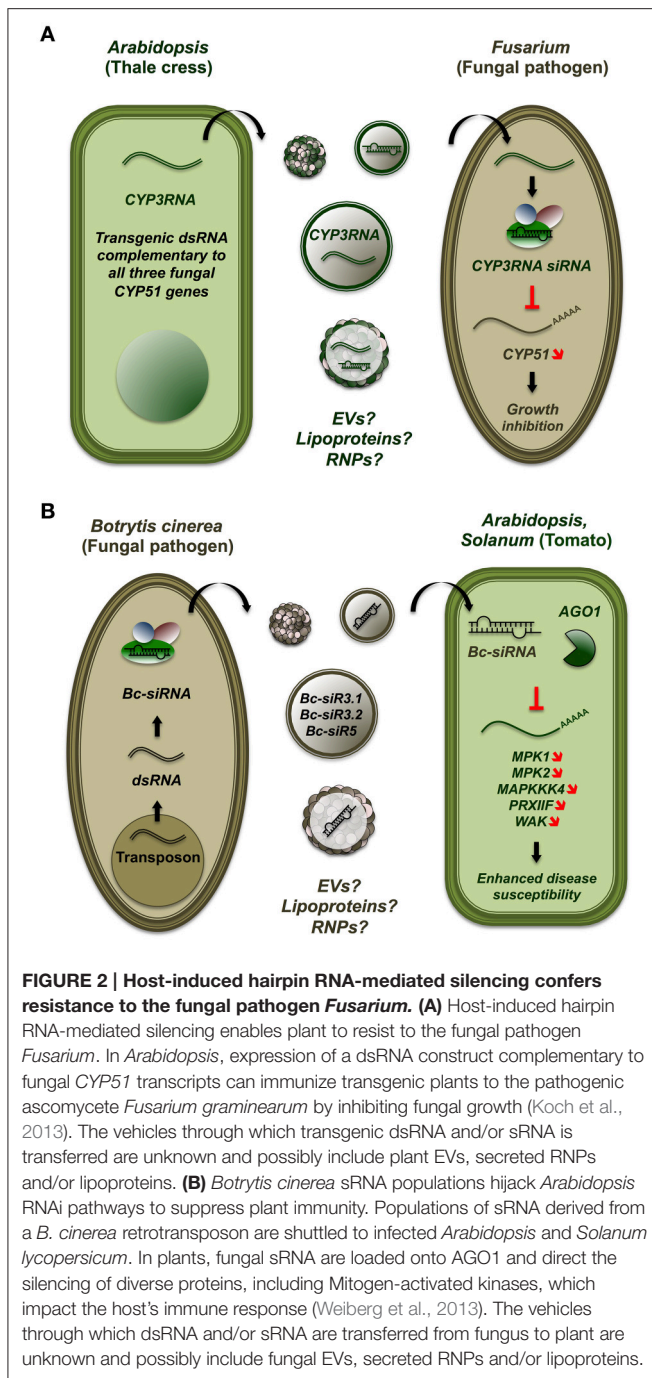 A
Arabidopsis
(Thale cress)
Fusarium
(Fungal pathogen)
CYP3RNA
Transgenic dsRNA
complementary to
all three fungal
CYP51 genes
CYP3RNA
EVs?
Lipoproteins?
RNPs?
CYP3RNA siRNA
AAAAA
CYP51
Growth
inhibition
B
Botrytis cinerea
(Fungal pathogen)
Arabidopsis,
Solanum (Tomato)
Bc-siRNA
dsRNA
Transposon
Bc-siR3.1
Bc-siR3.2
Bc-siR5
EVs?
Lipoproteins?
RNPs?
AGO1
Bc-siRNA
AAAAA
MPK1
MPK2
MAPKKK4
PRXIIF
WAK
Enhanced disease
susceptibility
FIGURE 2 | Host-induced hairpin RNA-mediated silencing confers
resistance to the fungal pathogen Fusarium. (A) Host-induced hairpin
RNA-mediated silencing enables plant to resist to the fungal pathogen
Fusarium. In Arabidopsis, expression of a dsRNA construct complementary to
fungal CYP51 transcripts can immunize transgenic plants to the pathogenic
ascomycete Fusarium graminearum by inhibiting fungal growth (Koch et al.,
2013). The vehicles through which transgenic dsRNA and/or sRNA is
transferred are unknown and possibly include plant EVs, secreted RNPs
and/or lipoproteins. (B) Botrytis cinerea sRNA populations hijack Arabidopsis
RNAi pathways to suppress plant immunity. Populations of sRNA derived from
a B. cinerea retrotransposon are shuttled to infected Arabidopsis and Solanum
lycopersicum. In plants, fungal sRNA are loaded onto AGO1 and direct the
silencing of diverse proteins, including Mitogen-activated kinases, which
impact the host's immune response (Weiberg et al., 2013). The vehicles
through which dsRNA and/or sRNA are transferred from fungus to plant are
unknown and possibly include fungal EVs, secreted RNPs and/or lipoproteins.